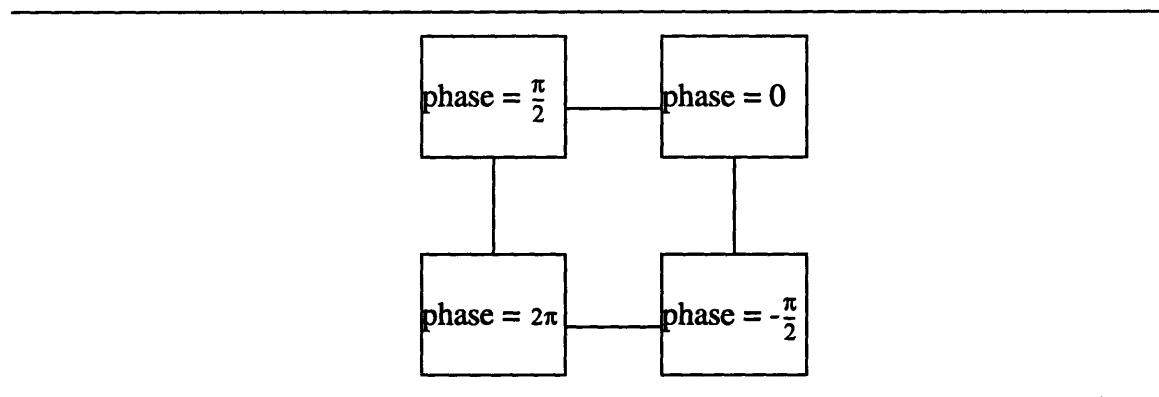 phase = π/2
phase = 0
phase = 2π
phase = -π/2